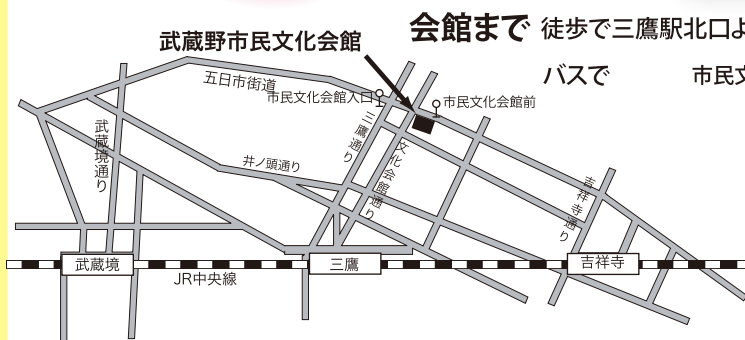 会館まで 徒歩で三鷹駅北口よ
武蔵野市民文化会館
バスで 市民文
五日市街道
市民文化会館入口
市民文化会館前
武蔵境通り
三鷹通り
文化会館通り
井ノ頭通り
吉祥寺通り
武蔵境
三鷹
吉祥寺
JR中央線